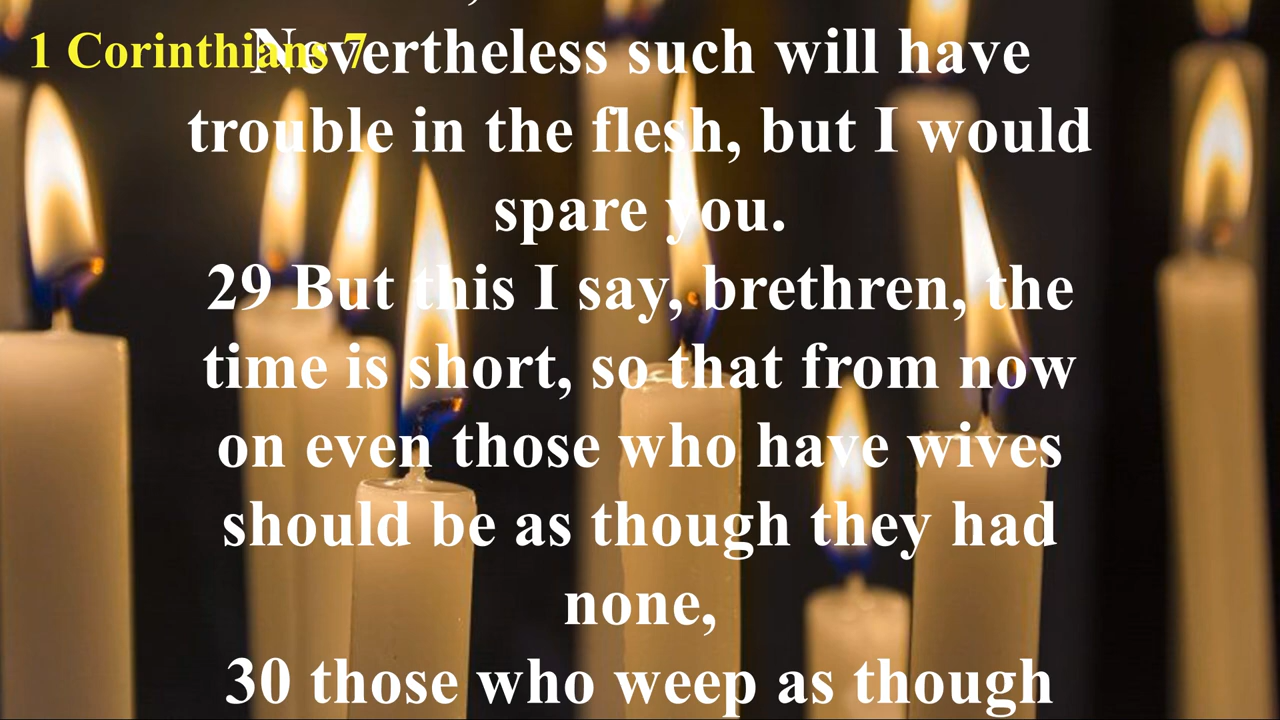 1 Corinthians 7
Nevertheless such will have
trouble in the flesh, but I would
spare you.
29 But this I say, brethren, the
time is short, so that from now
on even those who have wives
should be as though they had
none,
30 those who weep as though